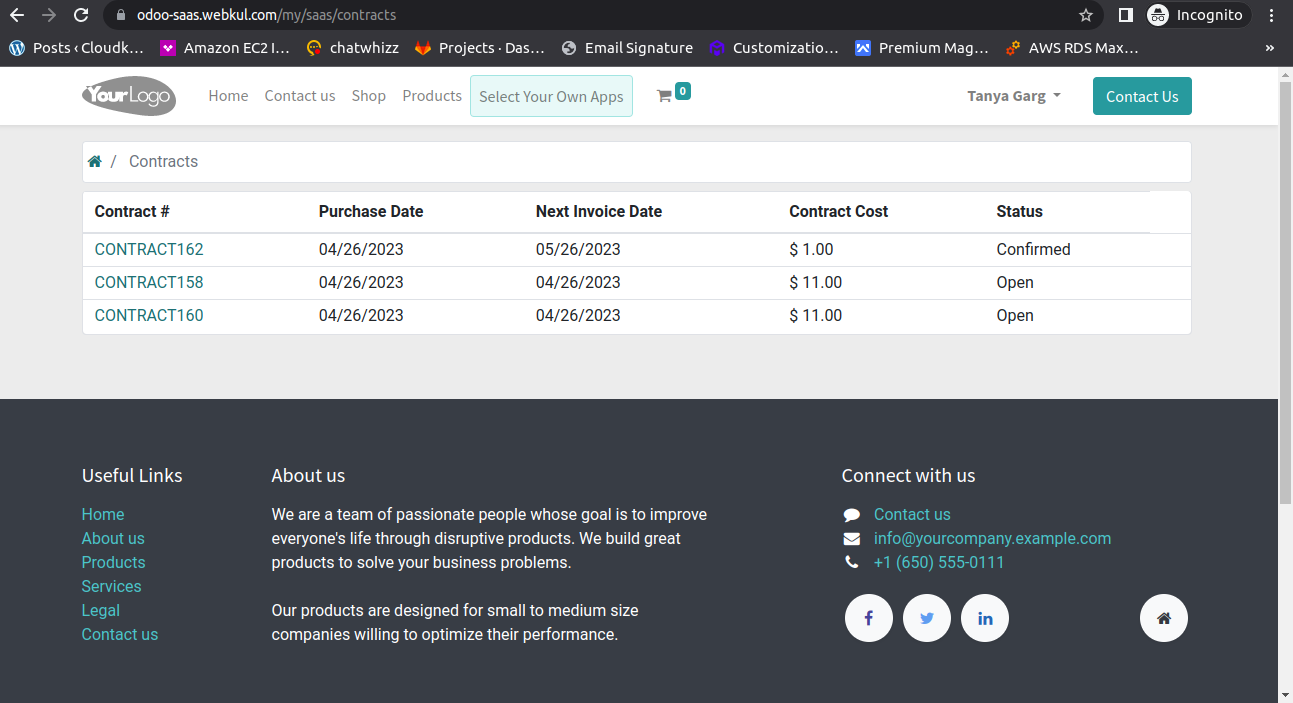 odoo-saas.webkul.com/my/saas/contracts
Incognito
Posts ‹ Cloudk… Amazon EC2 I… chatwhizz Projects · Das… Email Signature Customizatio… Premium Mag… AWS RDS Max… »
YourLogo Home Contact us Shop Products Select Your Own Apps 0 Tanya Garg Contact Us
/ Contracts
Contract # Purchase Date Next Invoice Date Contract Cost Status
CONTRACT162 04/26/2023 05/26/2023 $ 1.00 Confirmed
CONTRACT158 04/26/2023 04/26/2023 $ 11.00 Open
CONTRACT160 04/26/2023 04/26/2023 $ 11.00 Open
Useful Links
Home
About us
Products
Services
Legal
Contact us
About us
We are a team of passionate people whose goal is to improve
everyone's life through disruptive products. We build great
products to solve your business problems.
Our products are designed for small to medium size
companies willing to optimize their performance.
Connect with us
Contact us
info@yourcompany.example.com
+1 (650) 555-0111